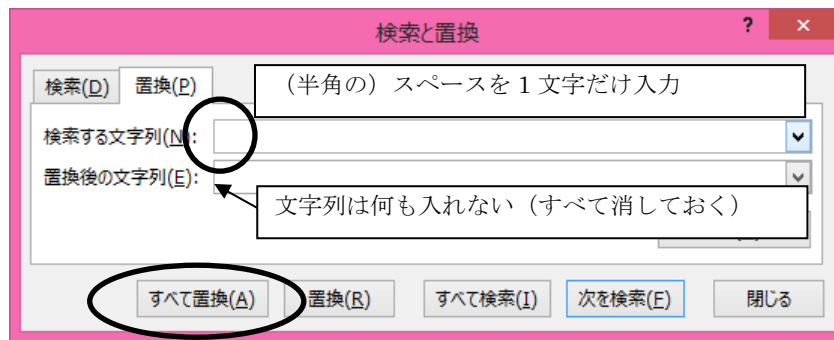 検索と置換
? ×
検索(D) 置換(P)
（半角の）スペースを 1 文字だけ入力
検索する文字列(N):
置換後の文字列(E):
文字列は何も入れない（すべて消しておく）
すべて置換(A) 置換(R) すべて検索(I) 次を検索(F) 閉じる